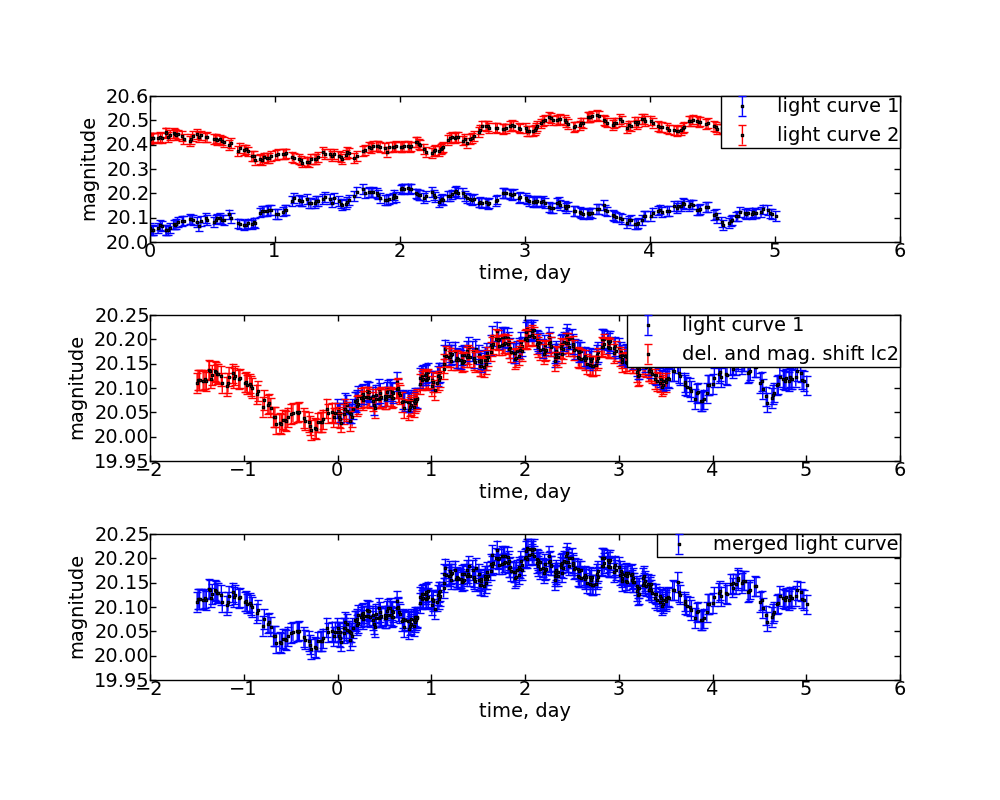 20.6
20.5
20.4
20.3
20.2
20.1
20.0
0 1 2 3 4 5 6
magnitude
time, day
light curve 1
light curve 2
20.25
20.20
20.15
20.10
20.05
20.00
19.95
−2 −1 0 1 2 3 4 5 6
magnitude
time, day
light curve 1
del. and mag. shift lc2
20.25
20.20
20.15
20.10
20.05
20.00
19.95
−2 −1 0 1 2 3 4 5 6
magnitude
time, day
merged light curve